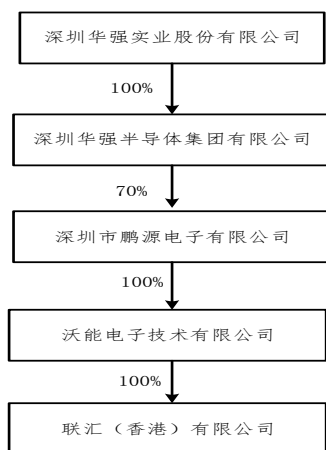 深圳华强实业股份有限公司
100%
深圳华强半导体集团有限公司
70%
深圳市鹏源电子有限公司
100%
沃能电子技术有限公司
100%
联汇（香港）有限公司